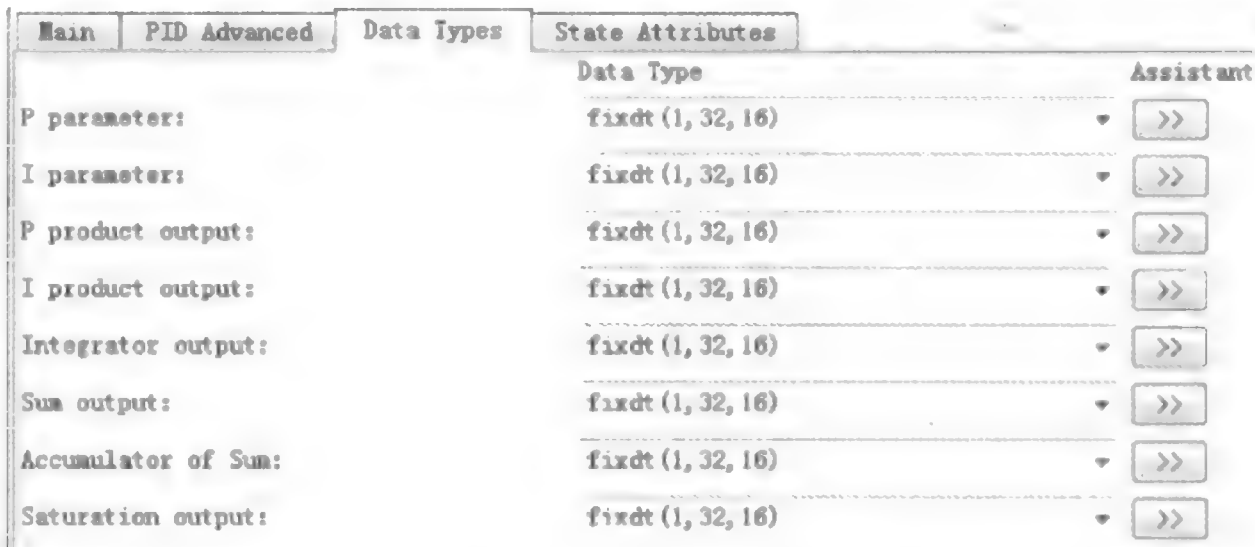 Main PID Advanced Data Types State Attributes
Data Type Assistant
P parameter: fixdt(1,32,16) >>
I parameter: fixdt(1,32,16) >>
P product output: fixdt(1,32,16) >>
I product output: fixdt(1,32,16) >>
Integrator output: fixdt(1,32,16) >>
Sum output: fixdt(1,32,16) >>
Accumulator of Sum: fixdt(1,32,16) >>
Saturation output: fixdt(1,32,16) >>